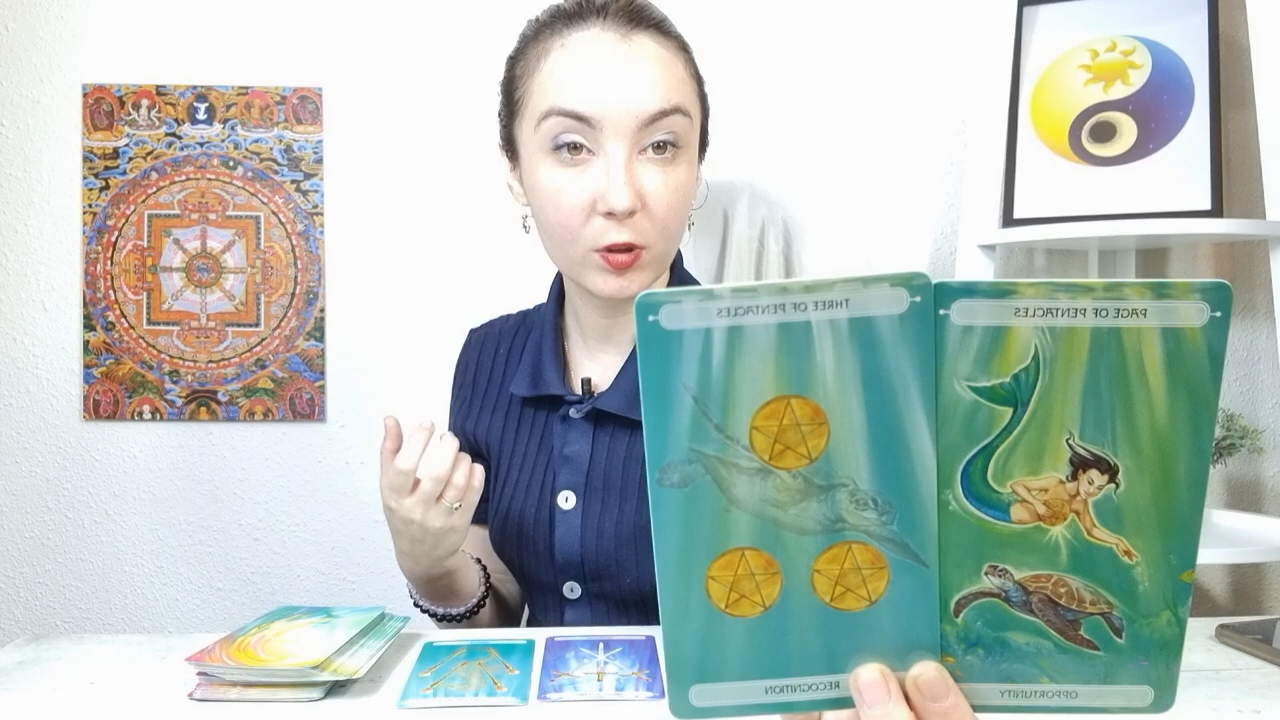 THREE OF PENTACLES
RECOGNITION
PAGE OF PENTACLES
OPPORTUNITY